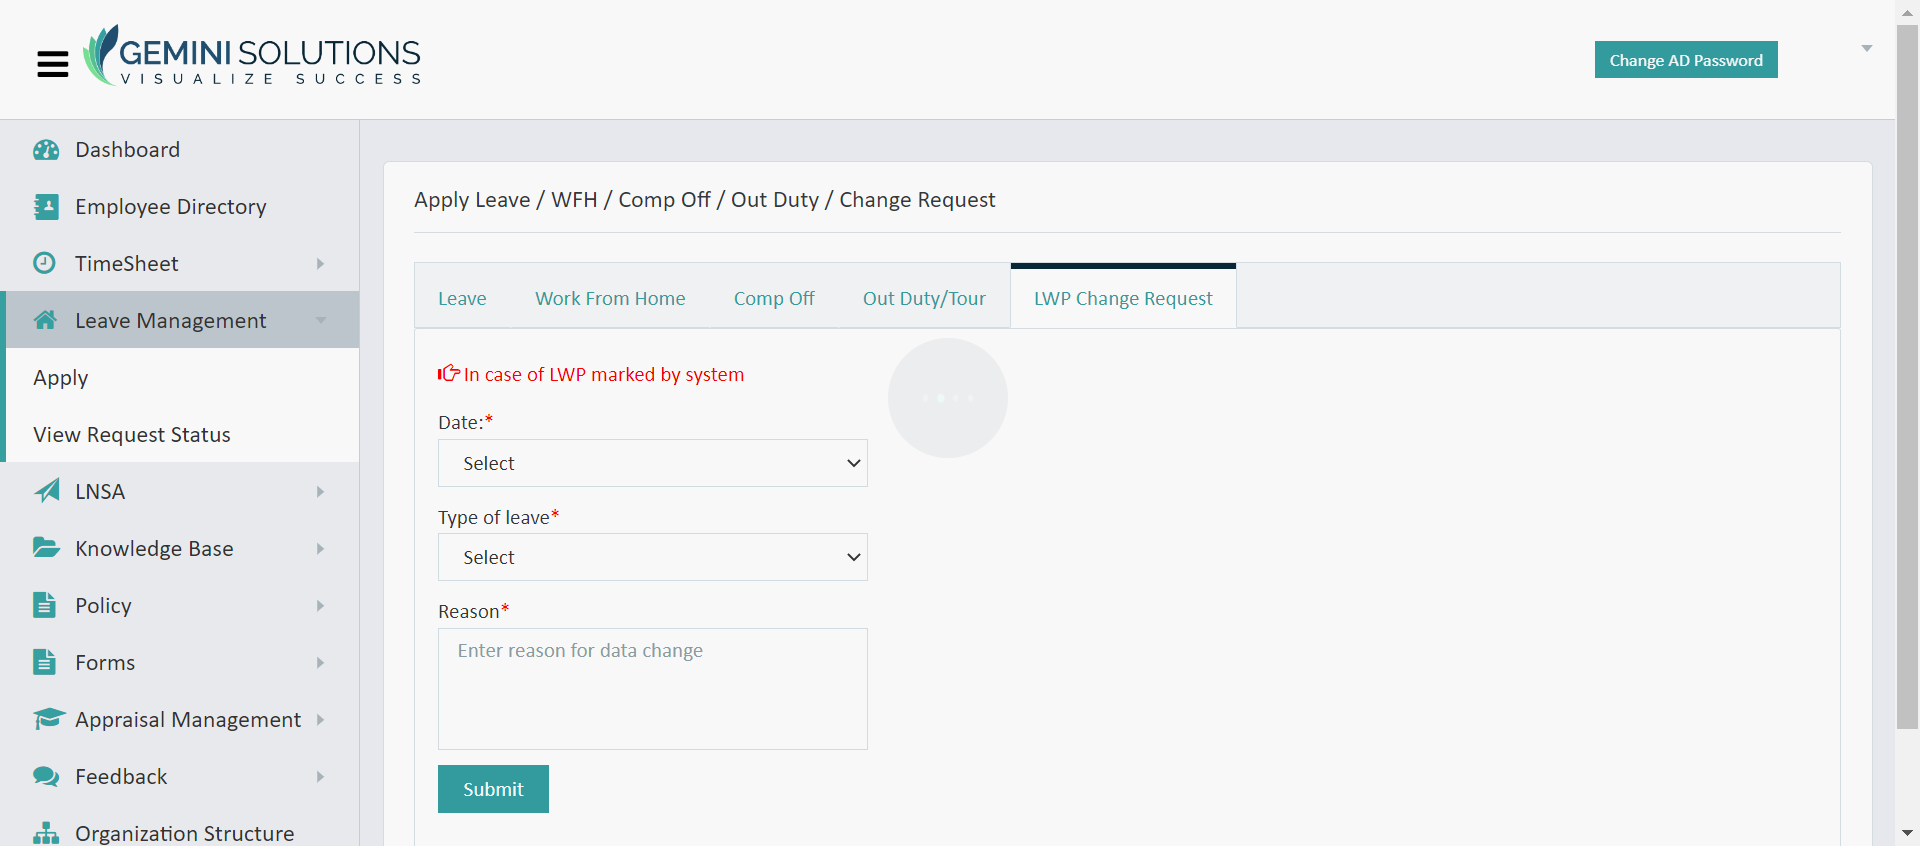 GEMINI SOLUTIONS
VISUALIZE SUCCESS
Change AD Password
Dashboard
Employee Directory
TimeSheet
Leave Management
Apply
View Request Status
LNSA
Knowledge Base
Policy
Forms
Appraisal Management
Feedback
Organization Structure
Apply Leave / WFH / Comp Off / Out Duty / Change Request
Leave Work From Home Comp Off Out Duty/Tour LWP Change Request
In case of LWP marked by system
Date:*
Select
Type of leave*
Select
Reason*
Enter reason for data change
Submit